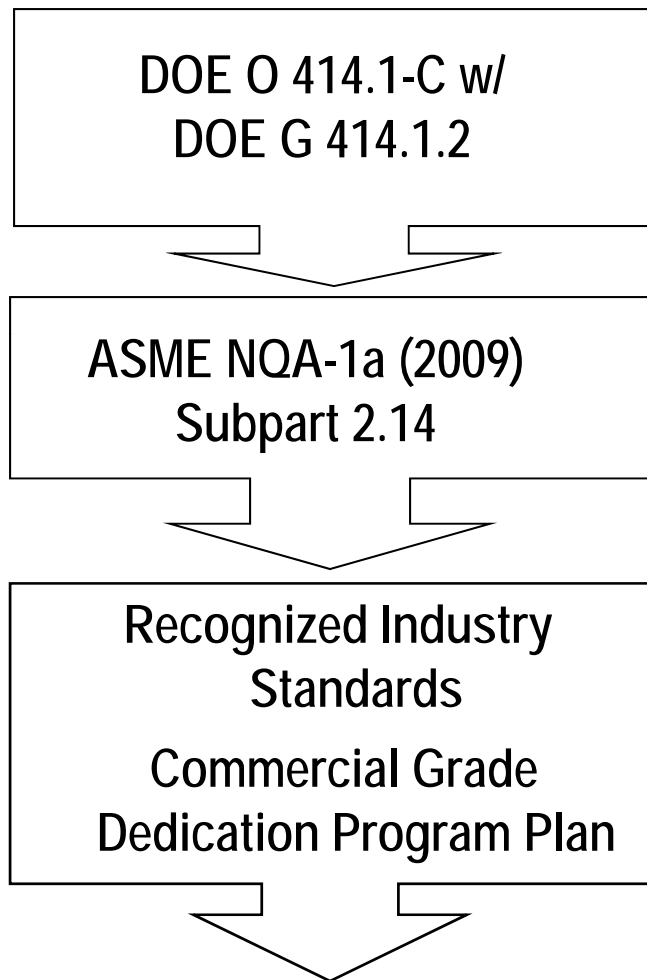 DOE O 414.1-C w/
DOE G 414.1.2
ASME NQA-1a (2009)
Subpart 2.14
Recognized Industry
Standards
Commercial Grade
Dedication Program Plan